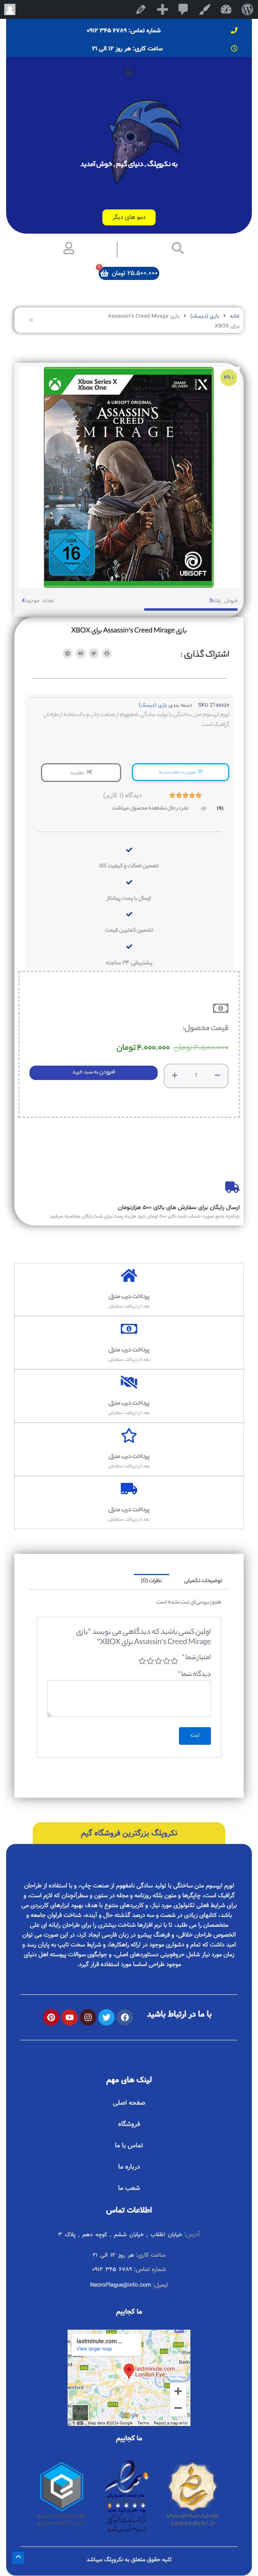 شماره تماس: ۶۷۸۹ ۳۴۵ ۰۹۱۲
ساعت کاری: هر روز ۱۲ الی ۲۱
به نکروپلگ , دنیای گیم , خوش آمدید
دمو های دیگر
۲۵.۵۰۰.۰۰۰ تومان
خانه
بازی (دیسک)
بازی Assassin's Creed Mirage
برای XBOX
Xbox Series X
Xbox One
SMART DELIVERY
A UBISOFT ORIGINAL
ASSASSIN'S CREED
MIRAGE
16
UBISOFT
فروش رفته:3
تعداد موجود:4
بازی Assassin's Creed Mirage برای XBOX
اشتراک گذاری :
دسته بندی بازی (دیسک)
لورم ایپسوم متن ساختگی با تولید سادگی نامفهوم از صنعت چاپ و با استفاده از طراحان
گرافیک است.
مقایسه
دیدگاه (۱ کاربر)
نفر در حال مشاهده محصول میباشند
تضمین اصالت و کیفیت کالا
ارسال با پست پیشتاز
تضمین کمترین قیمت
پشتیبانی ۲۴ ساعته
قیمت محصول:
۴.۵۰۰.۰۰۰ تومان ۴.۰۰۰.۰۰۰ تومان
− 1 +
افزودن به سبد خرید
ارسال رایگان برای سفارش های بالای ۵۰۰ هزارتومان
چنانچه جمع صورت حساب شما بالای ۵۰۰ تومان شود هزینه پست برای شما رایگان محاسبه میشود
پرداخت درب منزل
بعد از دریافت سفارش
پرداخت درب منزل
بعد از دریافت سفارش
پرداخت درب منزل
بعد از دریافت سفارش
پرداخت درب منزل
بعد از دریافت سفارش
پرداخت درب منزل
بعد از دریافت سفارش
توضیحات تکمیلی
نظرات (0)
هنوز بررسی‌ای ثبت نشده است.
اولین کسی باشید که دیدگاهی می نویسد "بازی
Assassin's Creed Mirage برای XBOX"
امتیاز شما *
دیدگاه شما *
ثبت
نکروپلگ بزرگترین فروشگاه گیم
لورم ایپسوم متن ساختگی با تولید سادگی نامفهوم از صنعت چاپ، و با استفاده از طراحان
گرافیک است، چاپگرها و متون بلکه روزنامه و مجله در ستون و سطرآنچنان که لازم است، و
برای شرایط فعلی تکنولوژی مورد نیاز، و کاربردهای متنوع با هدف بهبود ابزارهای کاربردی می
باشد، کتابهای زیادی در شصت و سه درصد گذشته حال و آینده، شناخت فراوان جامعه و
متخصصان را می طلبد، تا با نرم افزارها شناخت بیشتری را برای طراحان رایانه ای علی
الخصوص طراحان خلاقی، و فرهنگ پیشرو در زبان فارسی ایجاد کرد، در این صورت می توان
امید داشت که تمام و دشواری موجود در ارائه راهکارها، و شرایط سخت تایپ به پایان رسد و
زمان مورد نیاز شامل حروفچینی دستاوردهای اصلی، و جوابگوی سوالات پیوسته اهل دنیای
موجود طراحی اساسا مورد استفاده قرار گیرد.
با ما در ارتباط باشید
لینک های مهم
صفحه اصلی
فروشگاه
تماس با ما
درباره ما
شعب ما
اطلاعات تماس
آدرس: خیابان انقلاب , خیابان ششم , کوچه دهم , پلاک ۳
ساعت کاری: هر روز ۱۲ الی ۲۱
شماره تماس: ۶۷۸۹ ۳۴۵ ۰۹۱۲
ایمیل: NecroPlague@info.com
ما کجاییم
lastminute.com ...
View larger map
lastminute.com
London Eye
Map data ©2024 Google
Terms
Report a map error
ما کجاییم
samandehi.ir
کلیه حقوق متعلق به نکروپلگ میباشد